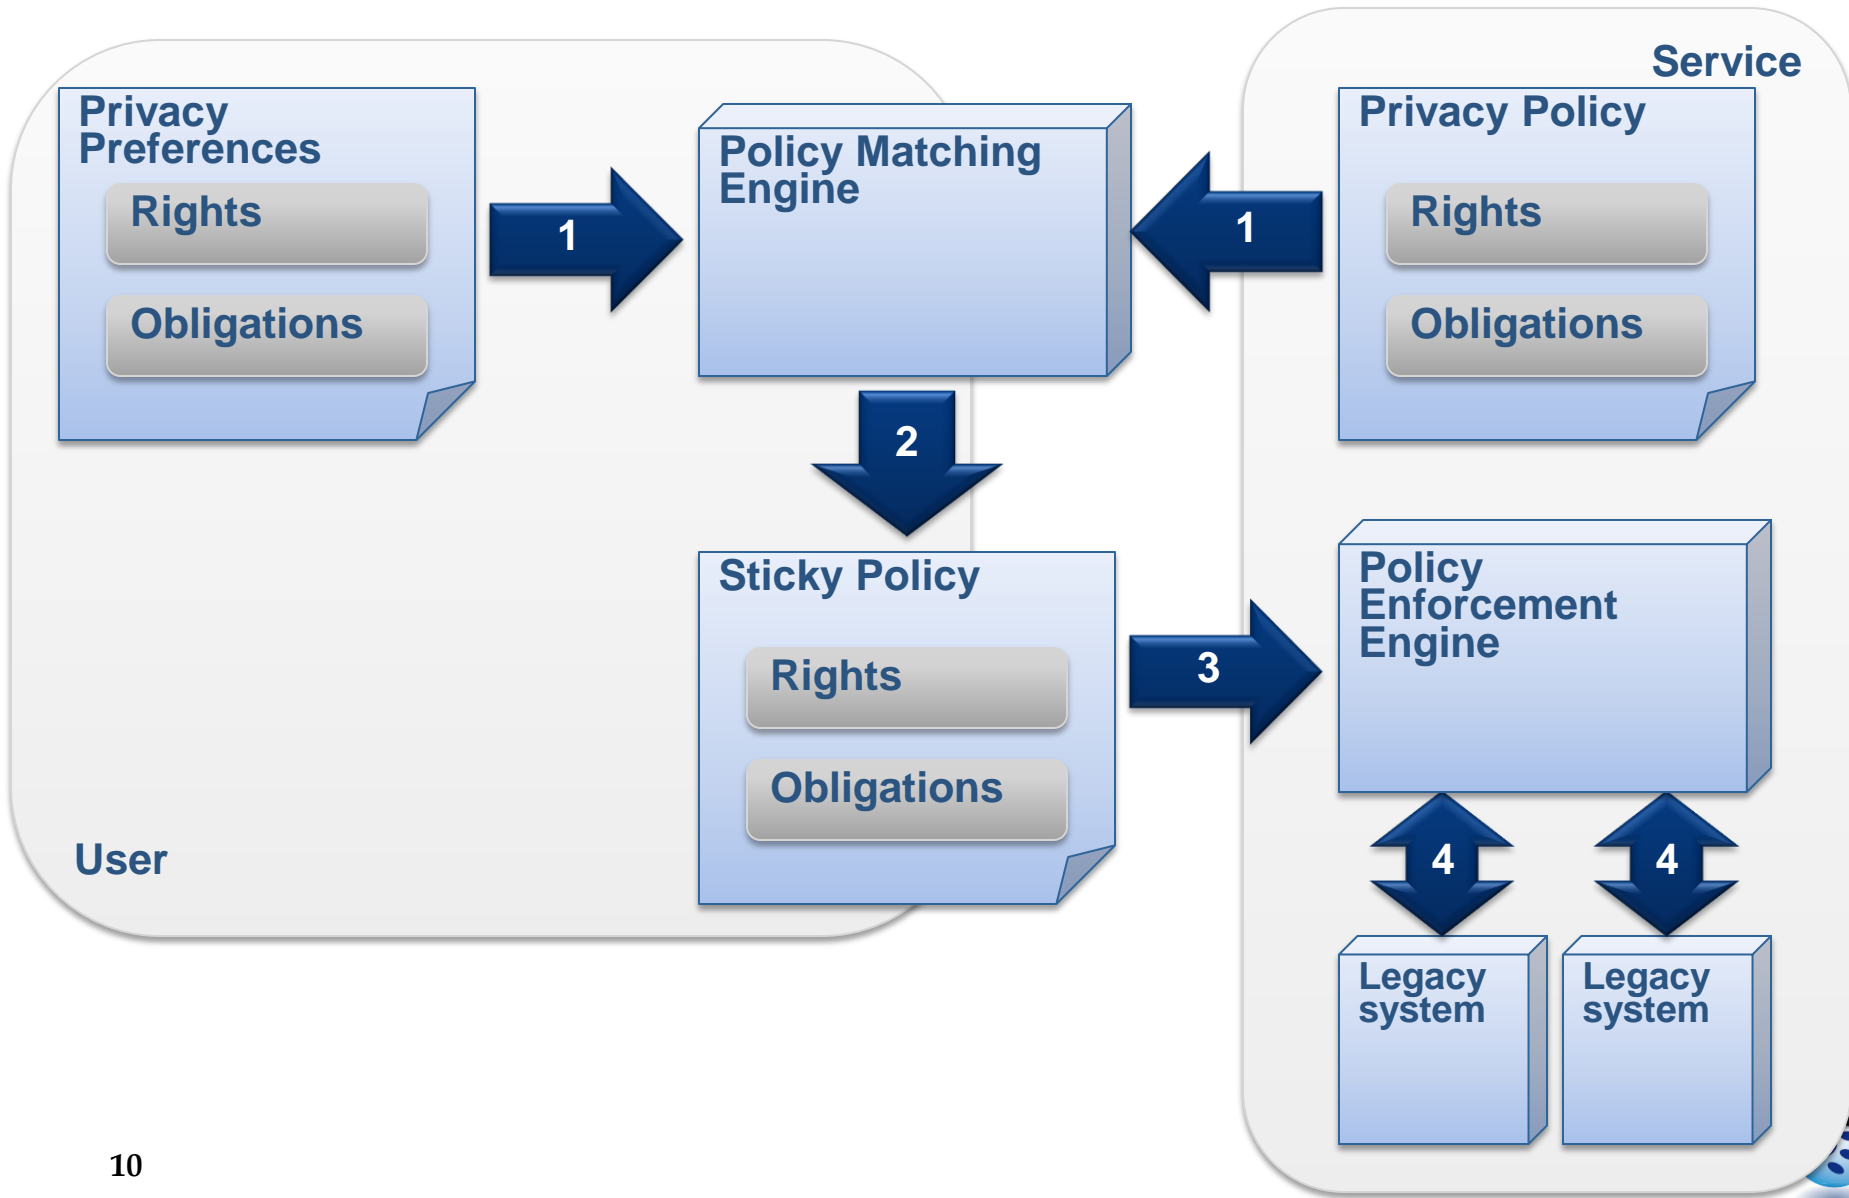 Service
Privacy
Preferences
Rights
Obligations
1
Policy Matching
Engine
1
Privacy Policy
Rights
Obligations
2
Sticky Policy
Rights
Obligations
3
Policy
Enforcement
Engine
User
4
4
Legacy
system
Legacy
system
10